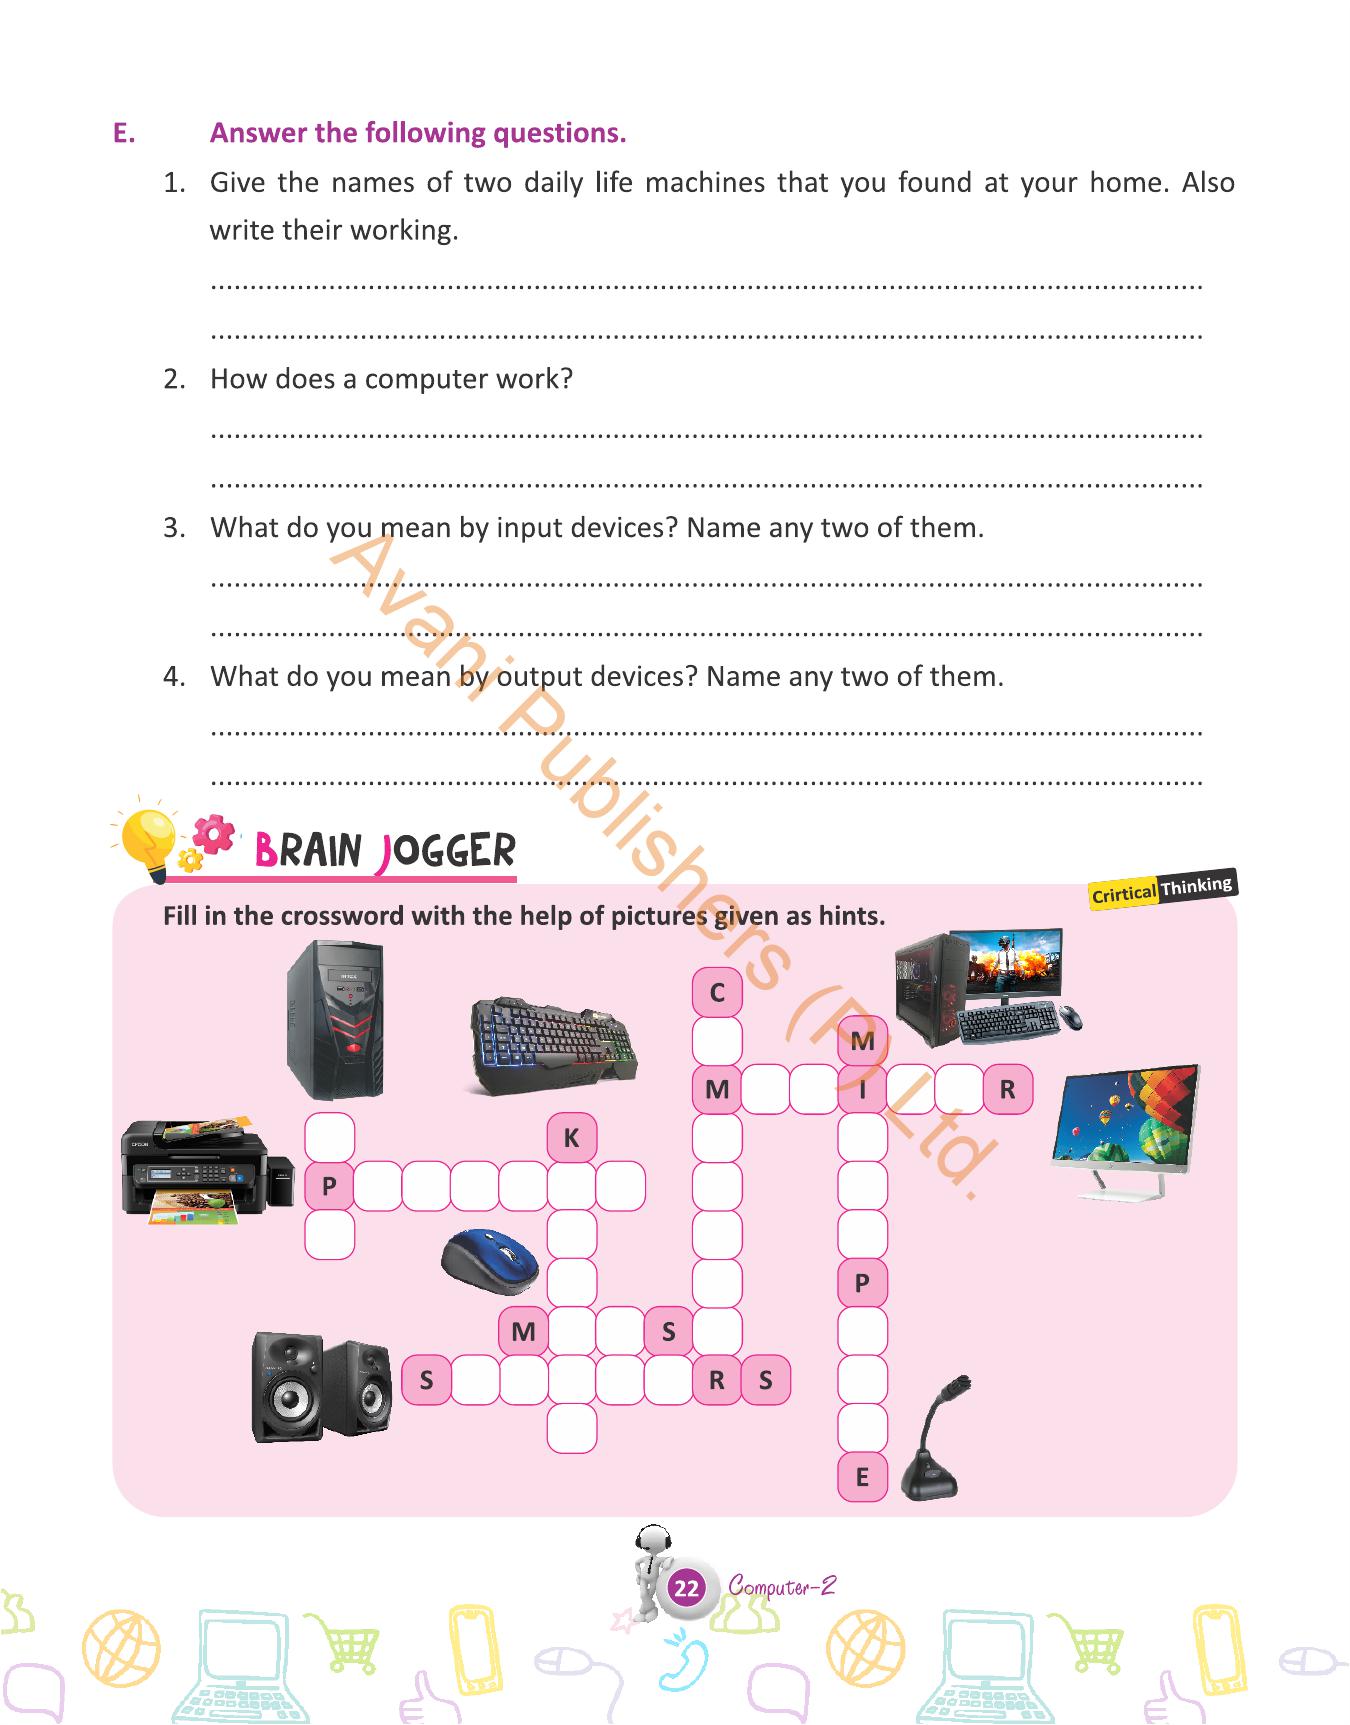 E. Answer the following questions.
1. Give the names of two daily life machines that you found at your home. Also
write their working.
...............................................................................................................................
...............................................................................................................................
2. How does a computer work?
...............................................................................................................................
...............................................................................................................................
3. What do you mean by input devices? Name any two of them.
...............................................................................................................................
...............................................................................................................................
4. What do you mean by output devices? Name any two of them.
...............................................................................................................................
...............................................................................................................................
Avani Publishers (P) Ltd.
BRAIN JOGGER
Crirtical Thinking
Fill in the crossword with the help of pictures given as hints.
C
M
M I R
K
P
P
M S
S R S
E
EPSON
22 Computer-2